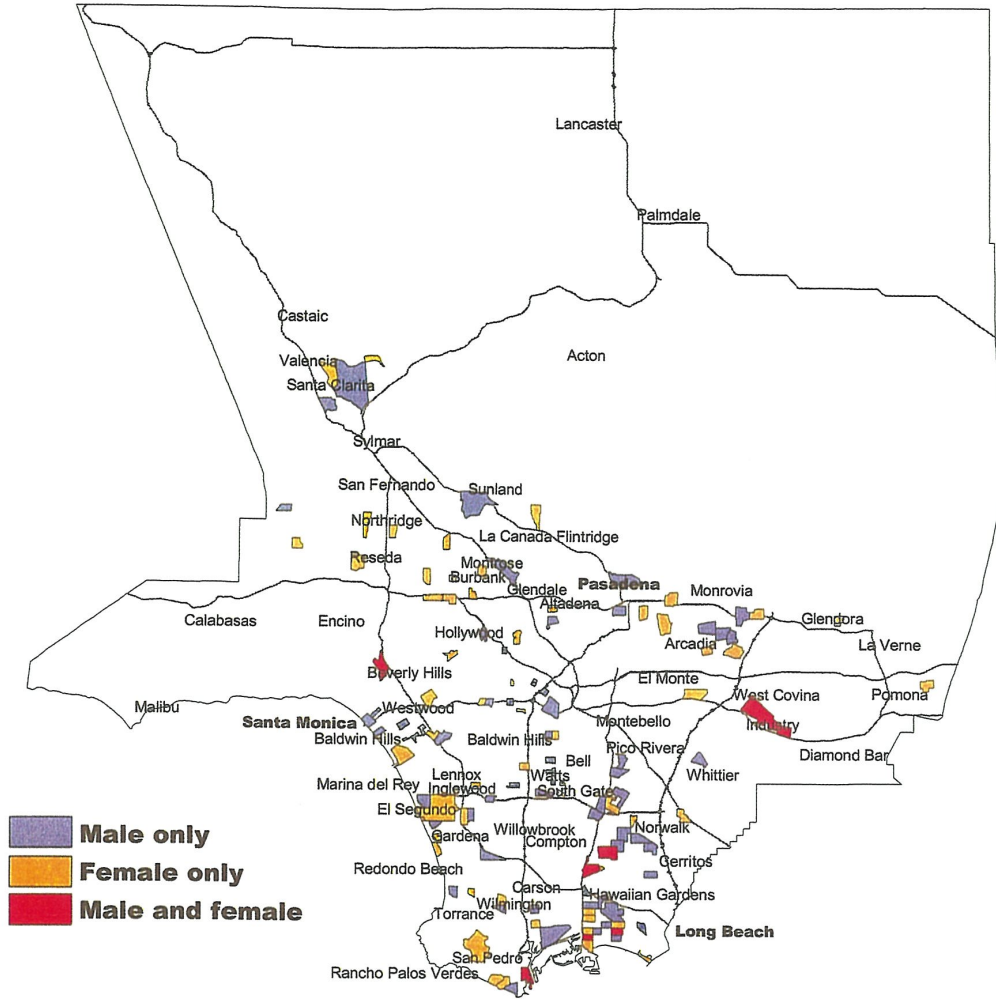 Lancaster
Palmdale
Castaic
Acton
Valencia
Santa Clarita
Sylmar
San Fernando
Sunland
Northridge
La Canada Flintridge
Reseda
Montrose
Burbank
Pasadena
Glendale
Monrovia
Altadena
Calabasas
Encino
Glendora
Hollywood
Arcadia
La Verne
Beverly Hills
El Monte
West Covina
Pomona
Malibu
Westwood
Santa Monica
Montebello
Industry
Baldwin Hills
Baldwin Hills
Pico Rivera
Diamond Bar
Bell
Whittier
Lennox
Watts
Marina del Rey
Inglewood
South Gate
El Segundo
Male only
Gardena
Willowbrook
Norwalk
Compton
Cerritos
Female only
Redondo Beach
Carson
Hawaiian Gardens
Wilmington
Male and female
Torrance
Long Beach
San Pedro
Rancho Palos Verdes